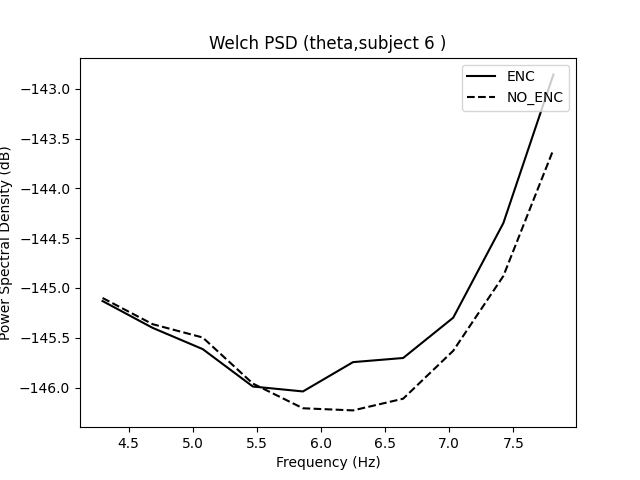 Welch PSD (theta,subject 6 )
ENC
NO_ENC
Power Spectral Density (dB)
−143.0
−143.5
−144.0
−144.5
−145.0
−145.5
−146.0
4.5 5.0 5.5 6.0 6.5 7.0 7.5
Frequency (Hz)